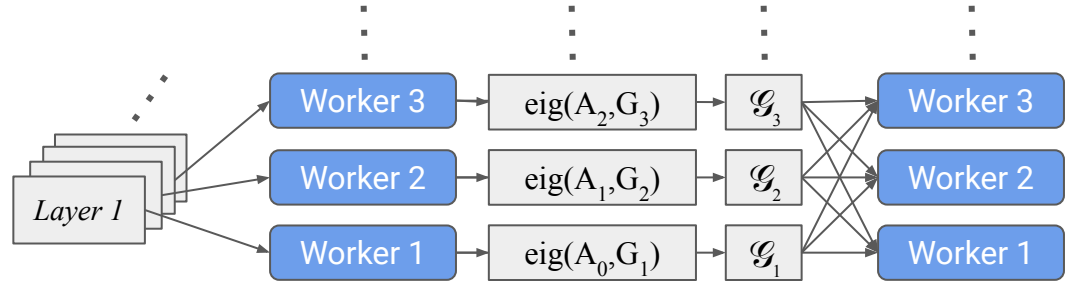 Worker 3 eig(A₂,G₃) 𝒢₃ Worker 3
Worker 2 eig(A₁,G₂) 𝒢₂ Worker 2
Layer 1
Worker 1 eig(A₀,G₁) 𝒢₁ Worker 1